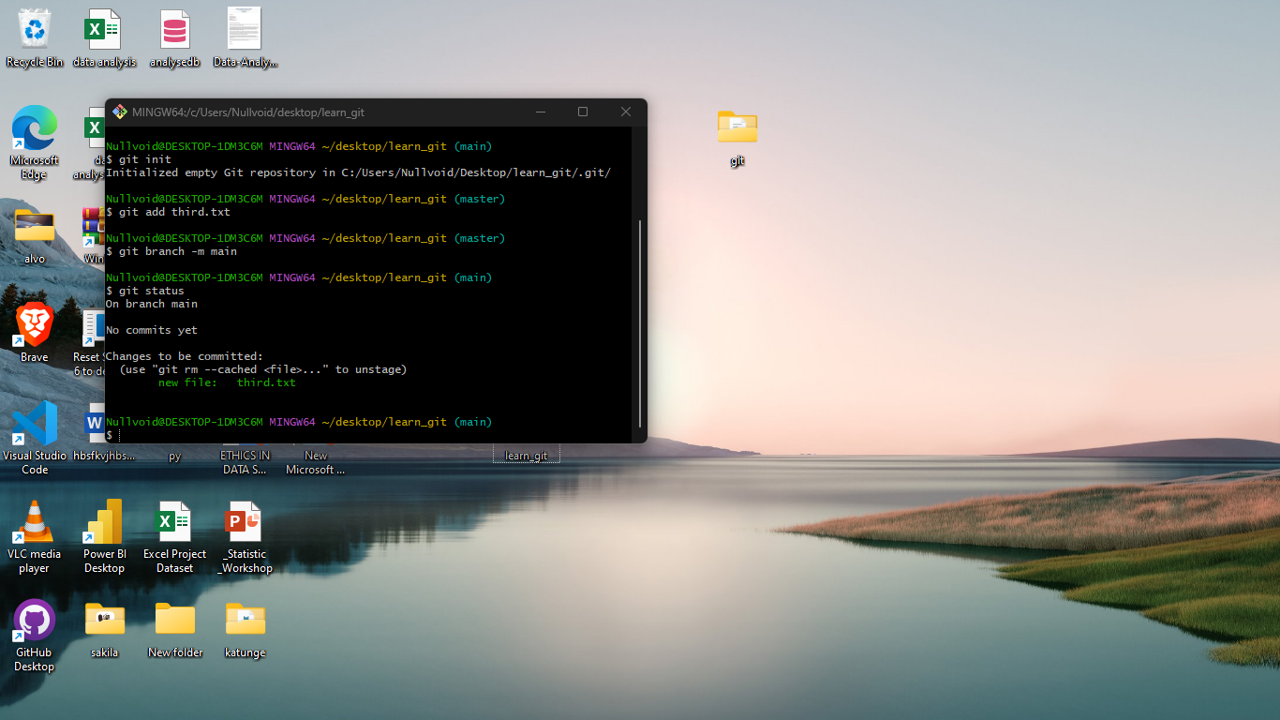 Recycle Bin
data analysis
analysedb
Data-Analy...
MINGW64:/c/Users/Nullvoid/desktop/learn_git
Nullvoid@DESKTOP-1DM3C6M MINGW64 ~/desktop/learn_git (main)
$ git init
Initialized empty Git repository in C:/Users/Nullvoid/Desktop/learn_git/.git/
Nullvoid@DESKTOP-1DM3C6M MINGW64 ~/desktop/learn_git (master)
$ git add third.txt
Nullvoid@DESKTOP-1DM3C6M MINGW64 ~/desktop/learn_git (master)
$ git branch -m main
Nullvoid@DESKTOP-1DM3C6M MINGW64 ~/desktop/learn_git (main)
$ git status
On branch main
No commits yet
Changes to be committed:
(use "git rm --cached <file>..." to unstage)
new file:   third.txt
Nullvoid@DESKTOP-1DM3C6M MINGW64 ~/desktop/learn_git (main)
$
git
Microsoft
Edge
alvo
Brave
Reset
6 to de
Visual Studio
Code
hbsfkvjhbs...
py
ETHICS IN
DATA S...
New
Microsoft ...
learn_git
VLC media
player
Power BI
Desktop
Excel Project
Dataset
_Statistic
_Workshop
GitHub
Desktop
sakila
New folder
katunge